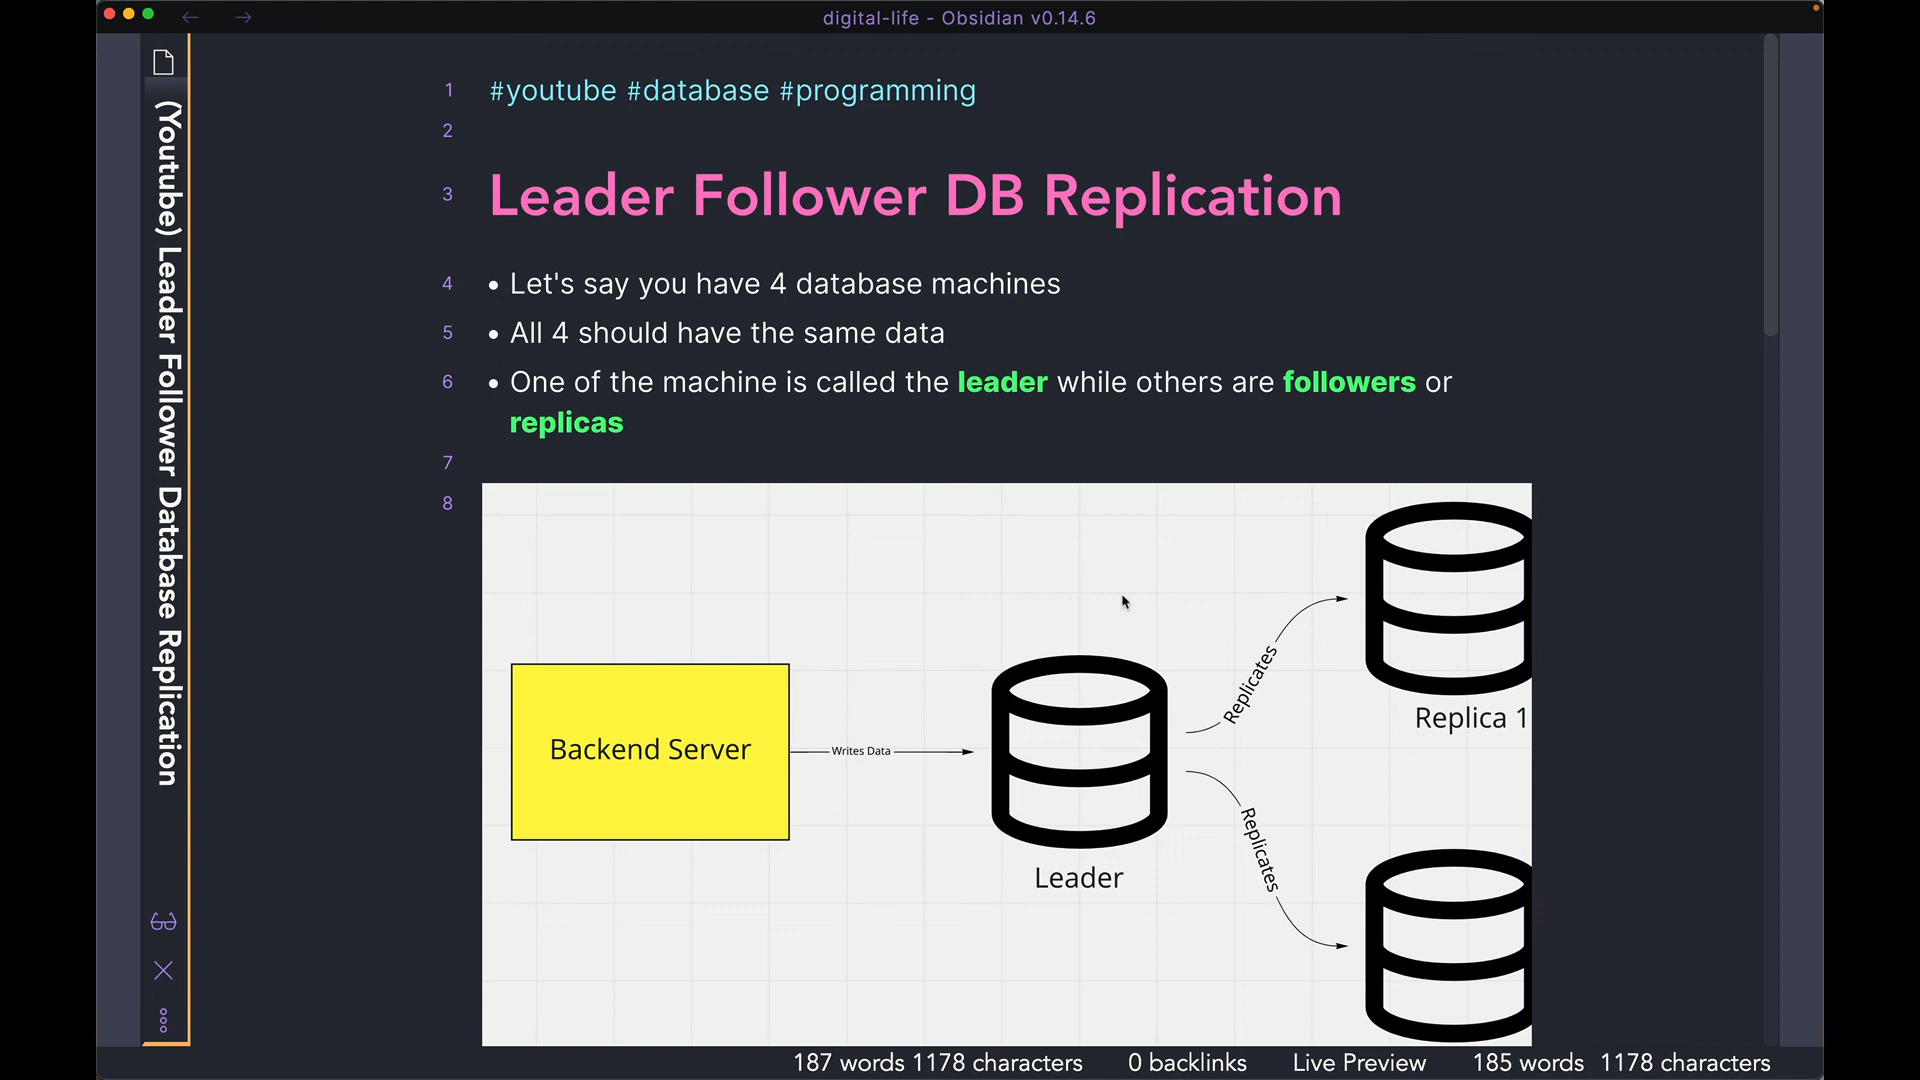 digital-life - Obsidian v0.14.6
(Youtube) Leader Follower Database Replication
1 #youtube #database #programming
2
3 Leader Follower DB Replication
4 • Let's say you have 4 database machines
5 • All 4 should have the same data
6 • One of the machine is called the leader while others are followers or
replicas
7
8
Replicates
Replica 1
Backend Server
Writes Data
Replicates
Leader
187 words 1178 characters 0 backlinks Live Preview 185 words 1178 characters